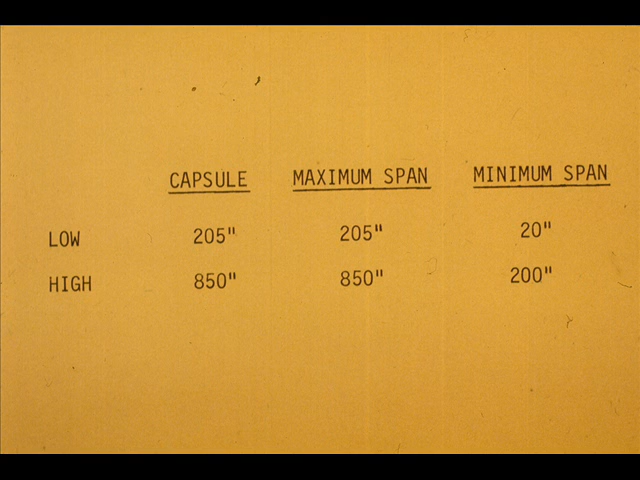 CAPSULE MAXIMUM SPAN MINIMUM SPAN
LOW 205" 205" 20"
HIGH 850" 850" 200"